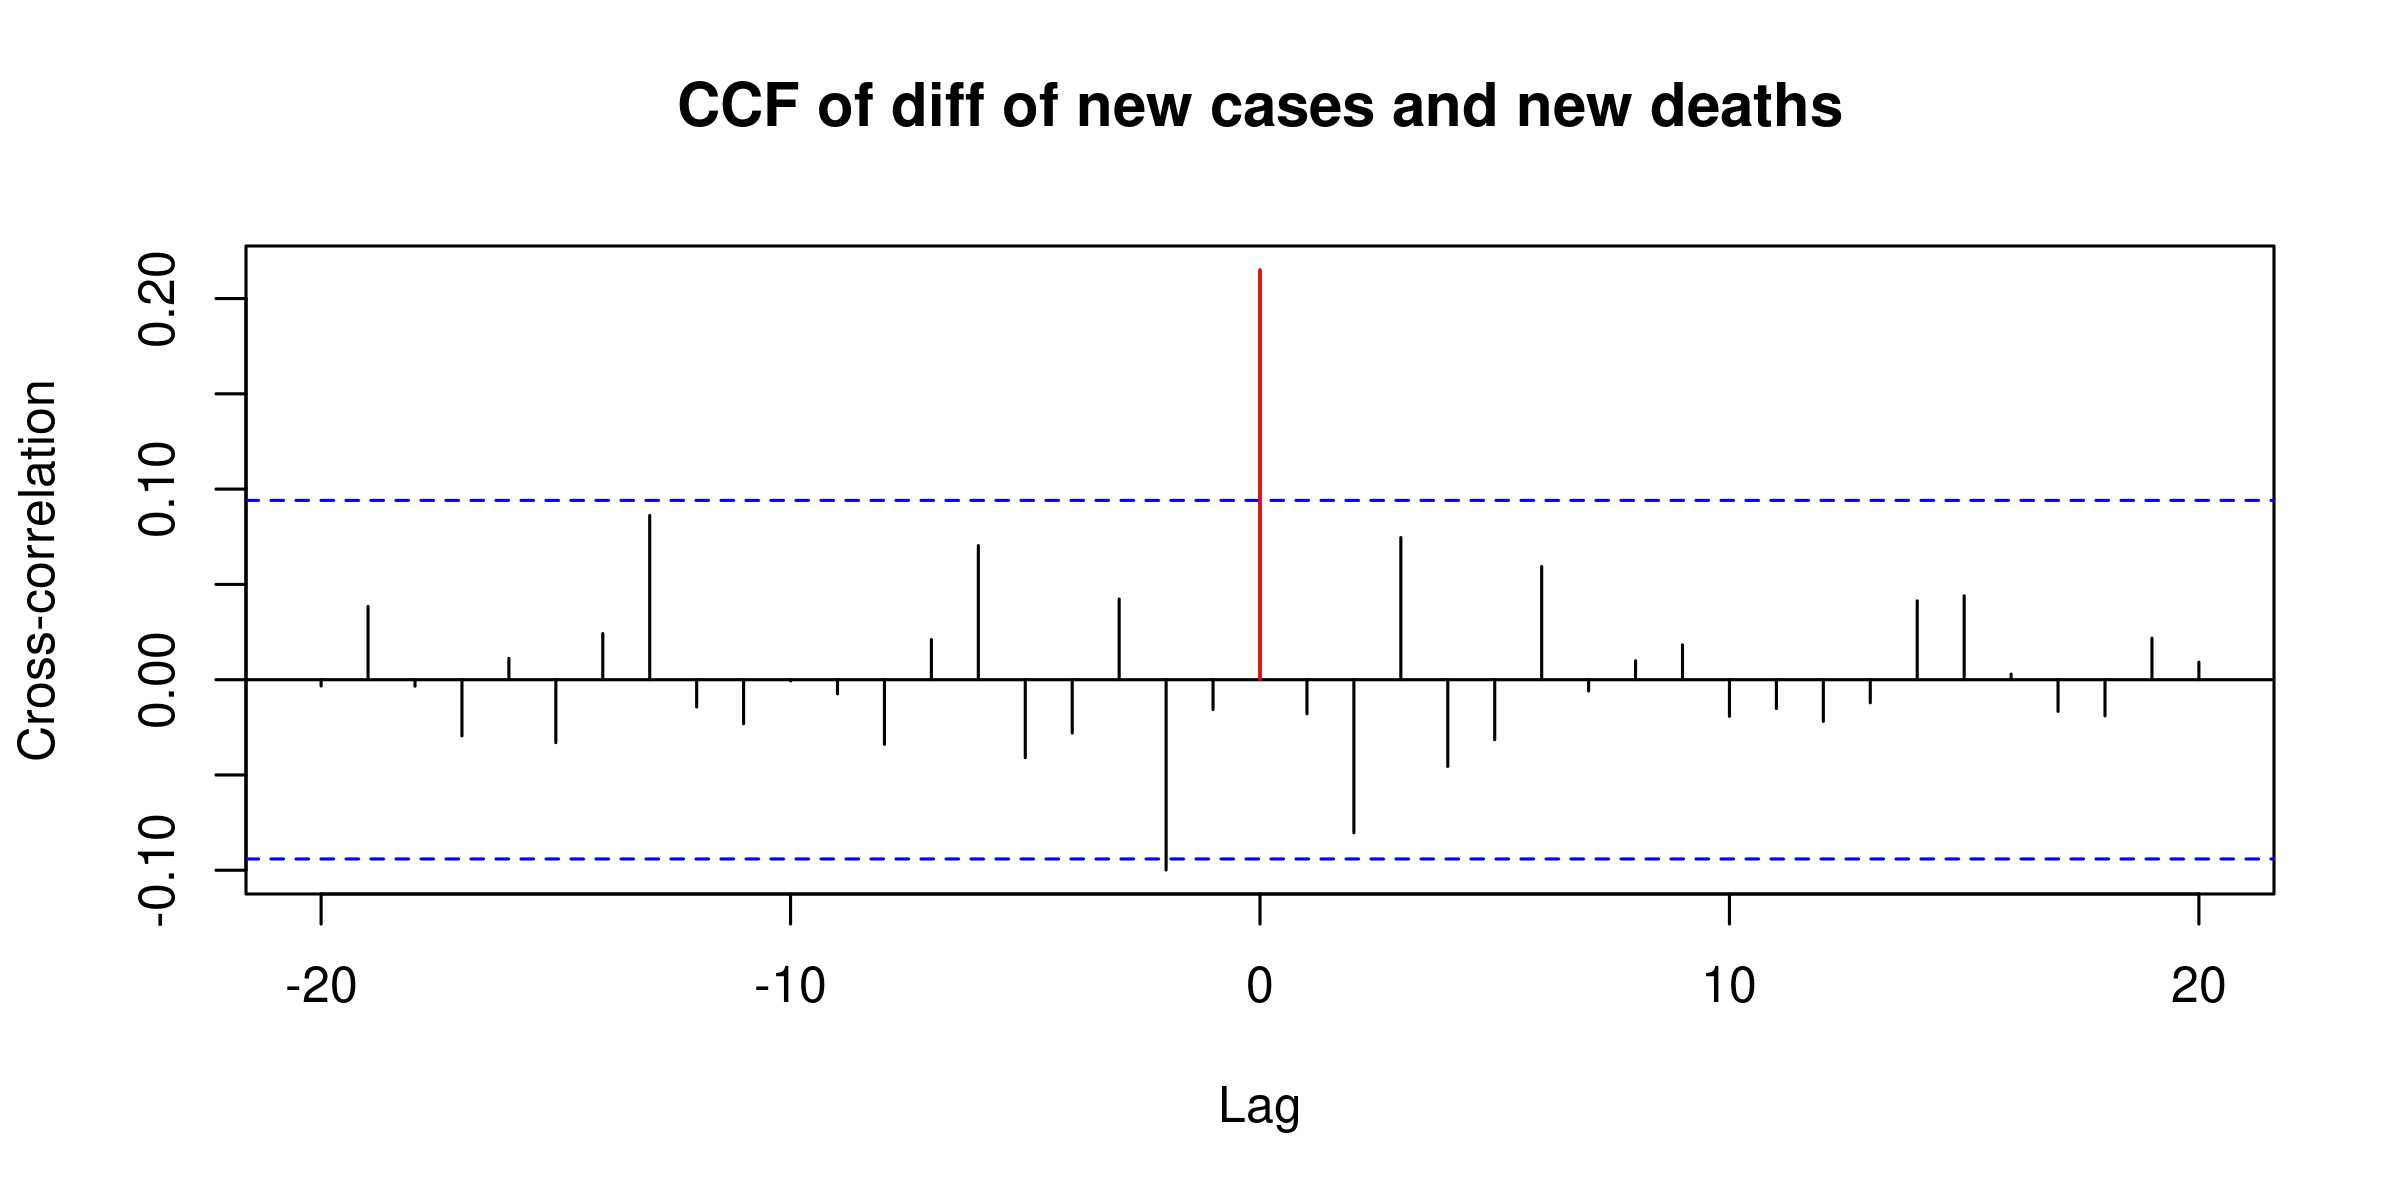 CCF of diff of new cases and new deaths
Cross-correlation
0.20
0.10
0.00
-0.10
-20 -10 0 10 20
Lag